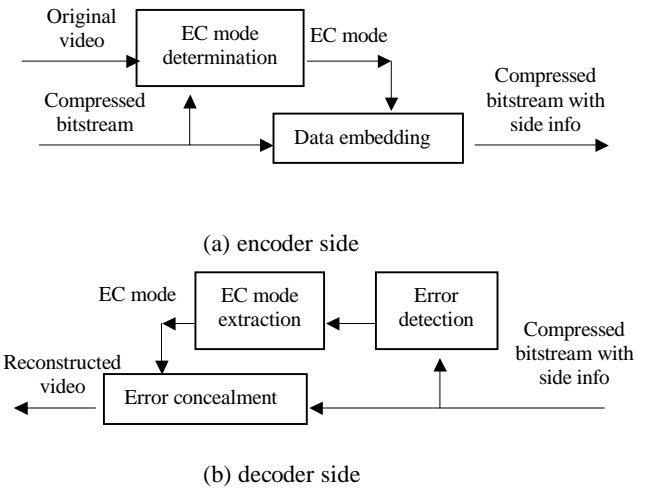 Original
video
EC mode
determination
EC mode
Compressed
bitstream
Data embedding
Compressed
bitstream with
side info
(a) encoder side
EC mode
EC mode
extraction
Error
detection
Compressed
bitstream with
side info
Reconstructed
video
Error concealment
(b) decoder side